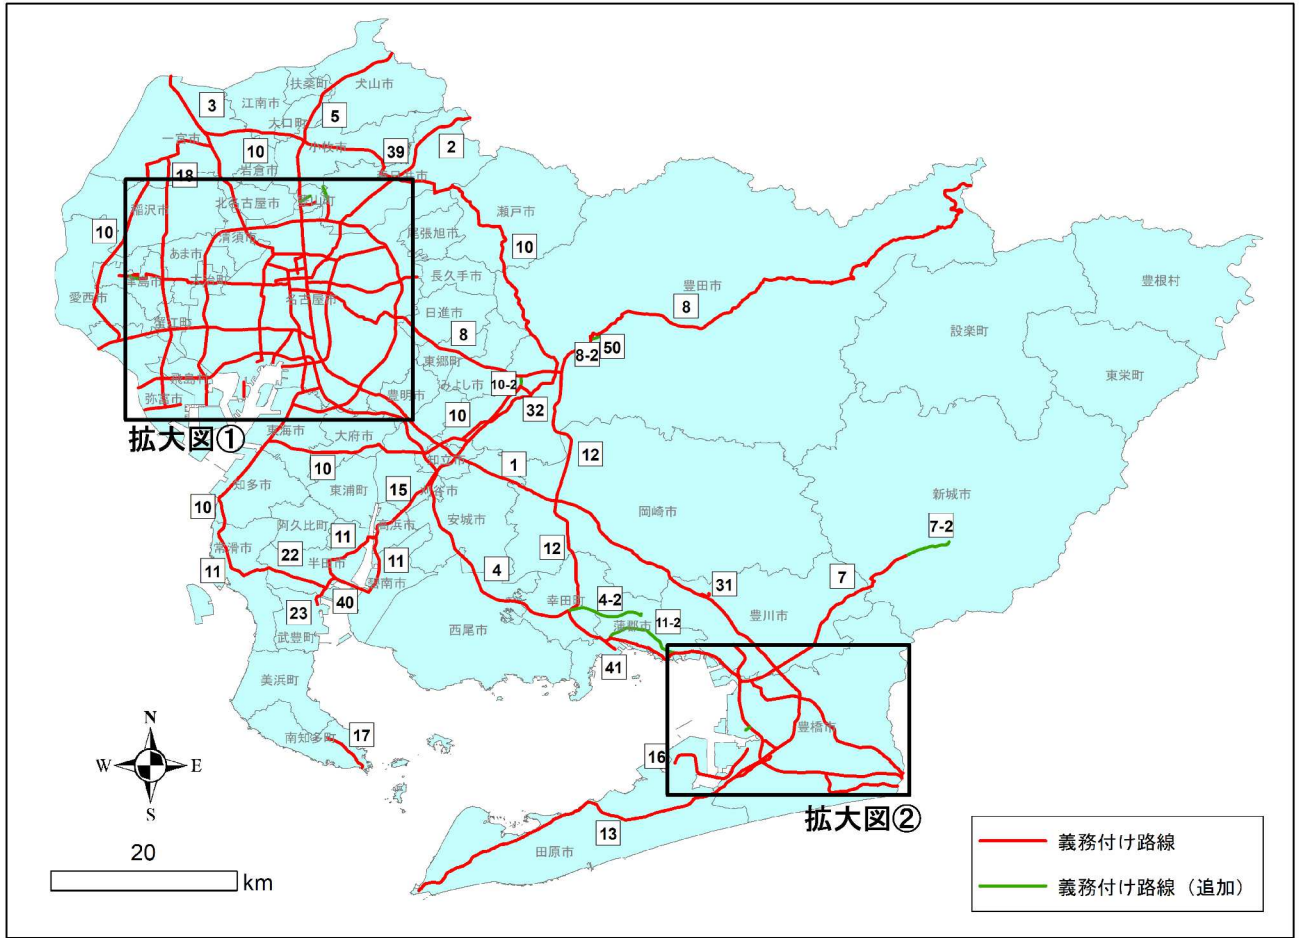 扶桑町
犬山市
3
江南市
5
大口町
一宮市
10
小牧市
39
2
岩倉市
18
春日井市
稲沢市
北名古屋市
豊山町
瀬戸市
10
清須市
尾張旭市
10
あま市
津島市
大治町
長久手市
豊田市
豊根村
愛西市
名古屋市
8
日進市
設楽町
蟹江町
8
東郷町
8-2
50
東栄町
飛島村
みよし市
10-2
弥富市
豊明市
32
拡大図①
東海市
大府市
10
12
10
知立市
1
知多市
東浦町
15
刈谷市
新城市
10
阿久比町
高浜市
安城市
岡崎市
7-2
11
常滑市
22
半田市
11
12
11
碧南市
4
7
31
40
幸田町
4-2
23
蒲郡市
11-2
豊川市
武豊町
西尾市
41
美浜町
17
南知多町
豊橋市
16
N
W
E
S
拡大図②
13
田原市
20
km
義務付け路線
義務付け路線（追加）